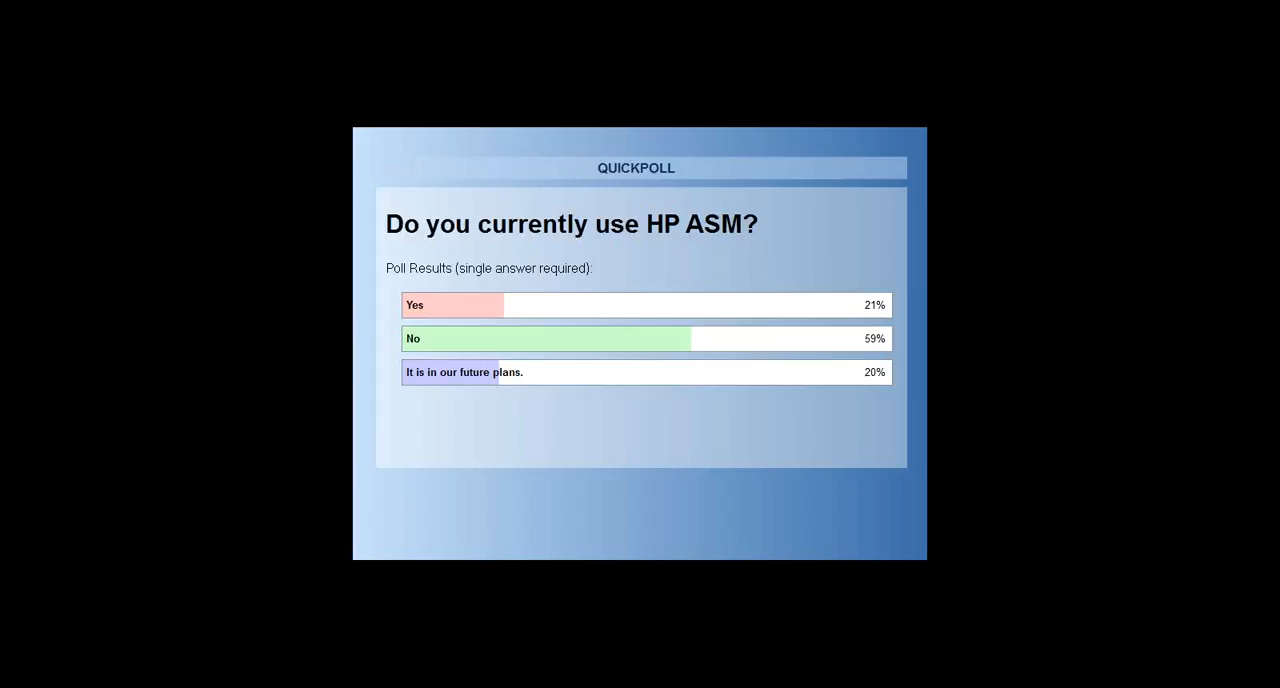 QUICKPOLL
Do you currently use HP ASM?
Poll Results (single answer required):
Yes 21%
No 59%
It is in our future plans. 20%